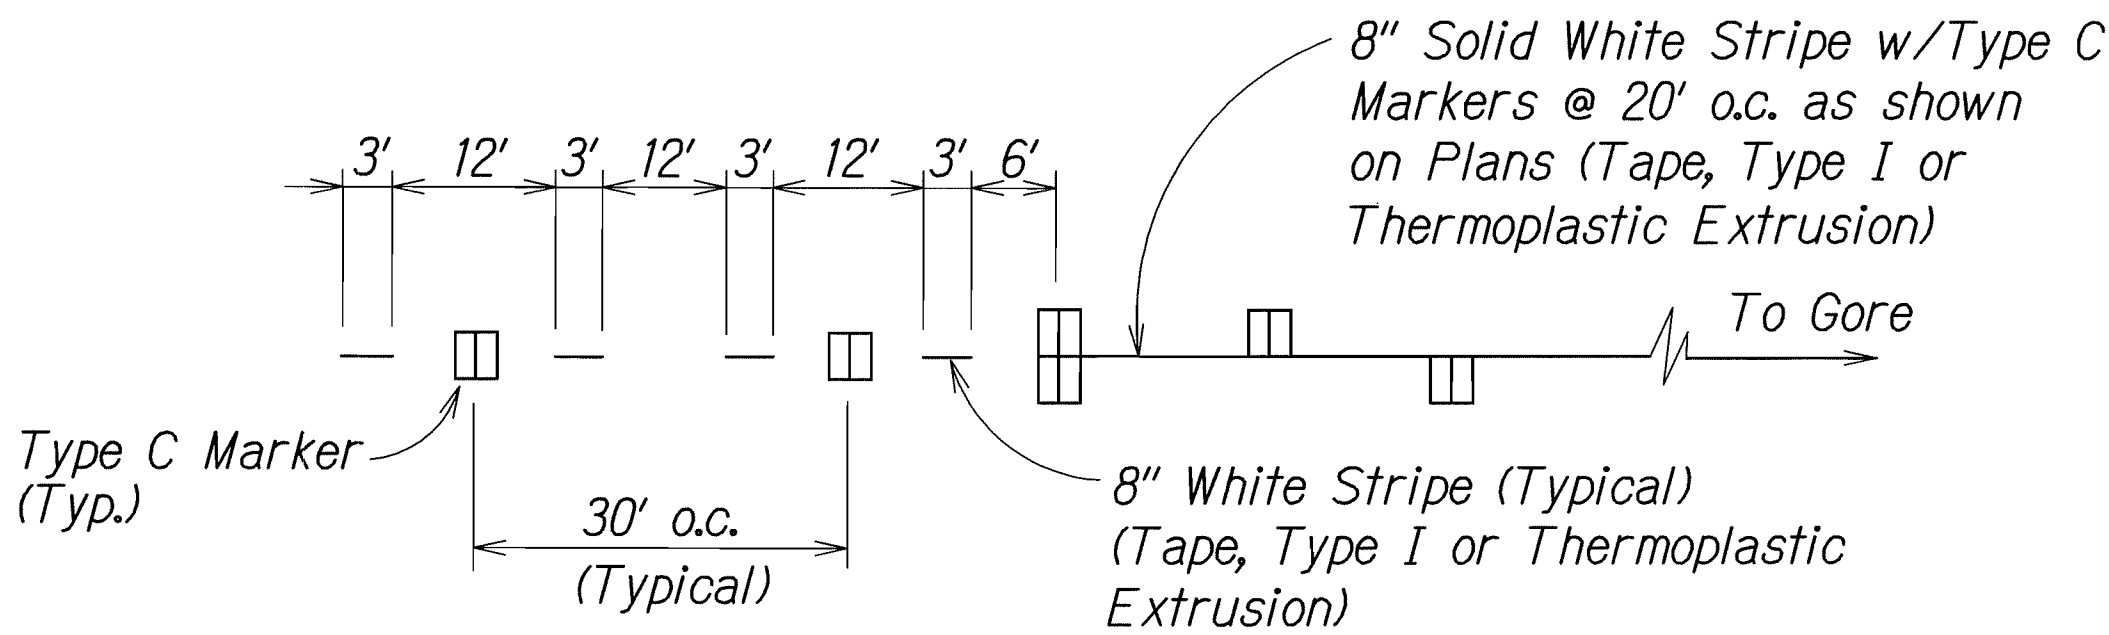 8" Solid White Stripe w/Type C
Markers @ 20' o.c. as shown
on Plans (Tape, Type I or
Thermoplastic Extrusion)
3' 12' 3' 12' 3' 12' 3' 6'
To Gore
Type C Marker
(Typ.)
30' o.c.
(Typical)
8" White Stripe (Typical)
(Tape, Type I or Thermoplastic
Extrusion)